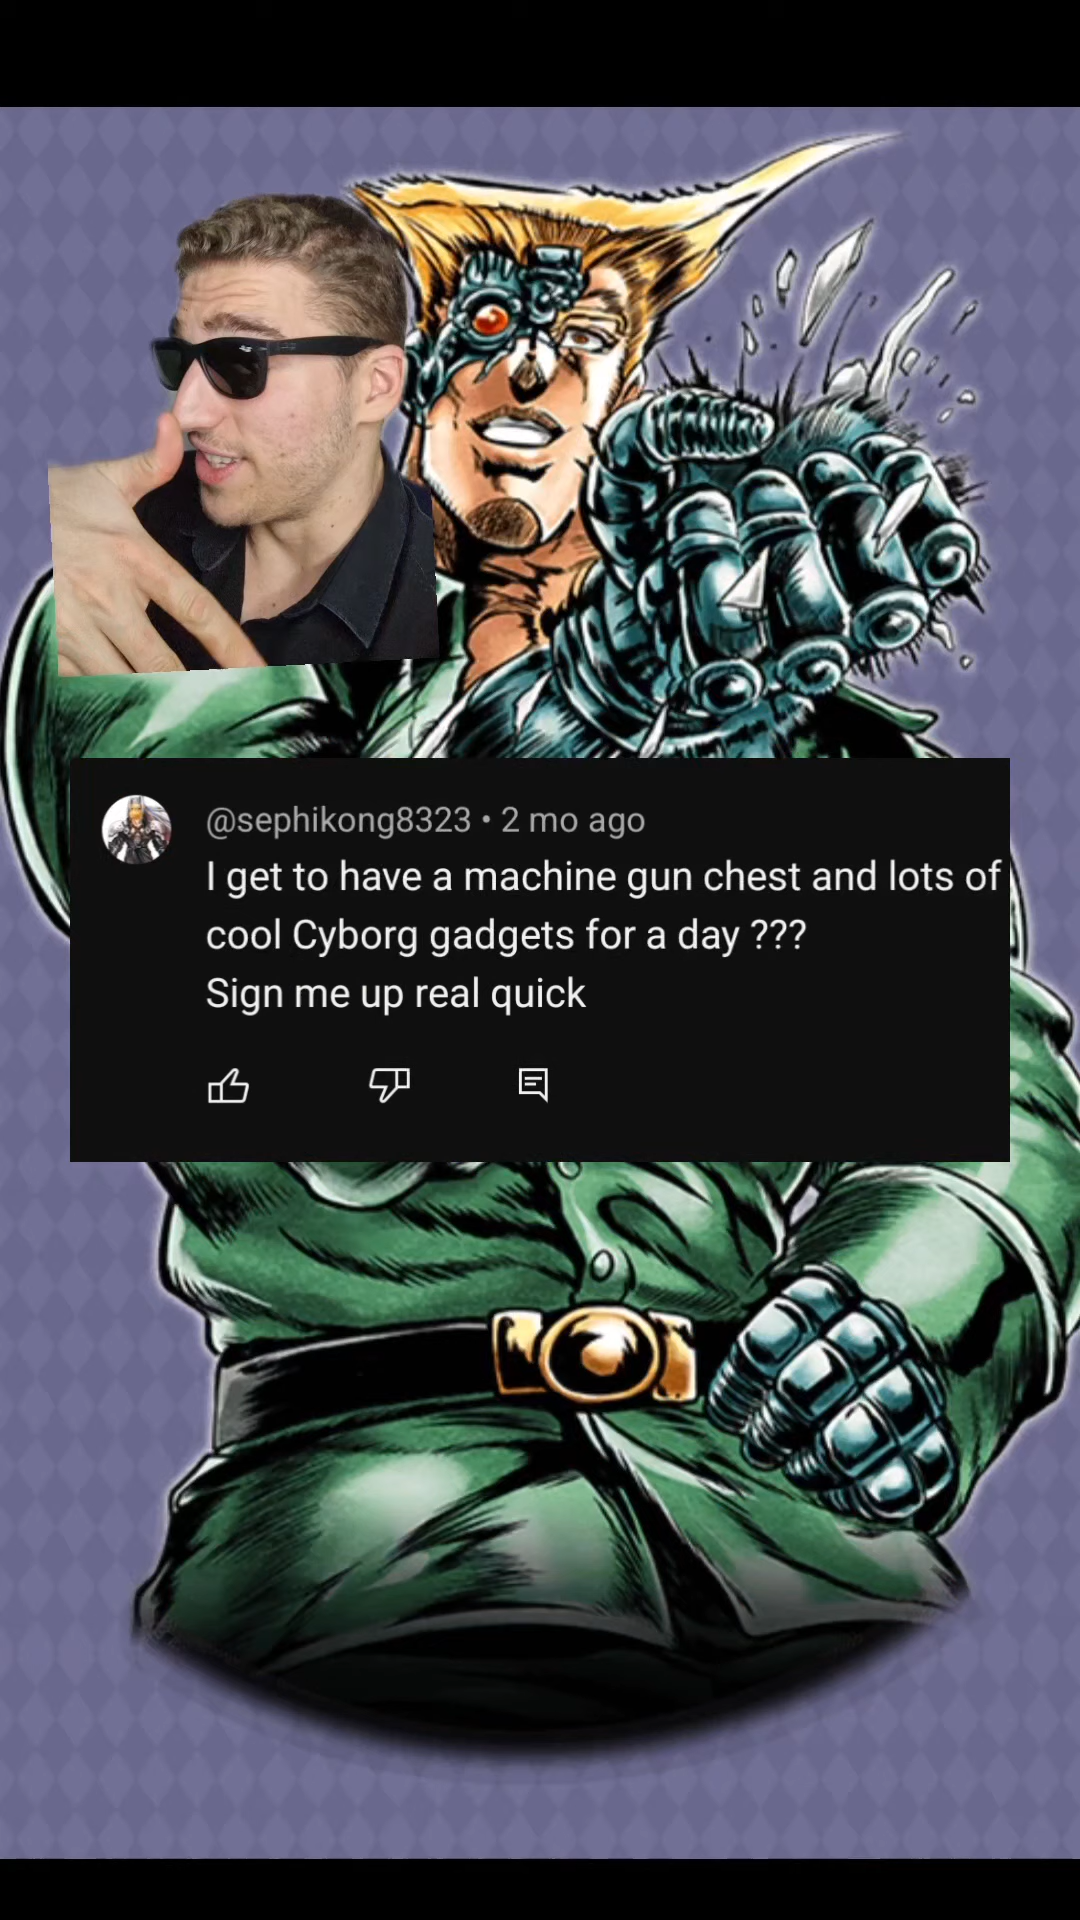 @sephikong8323 • 2 mo ago
I get to have a machine gun chest and lots of
cool Cyborg gadgets for a day ???
Sign me up real quick